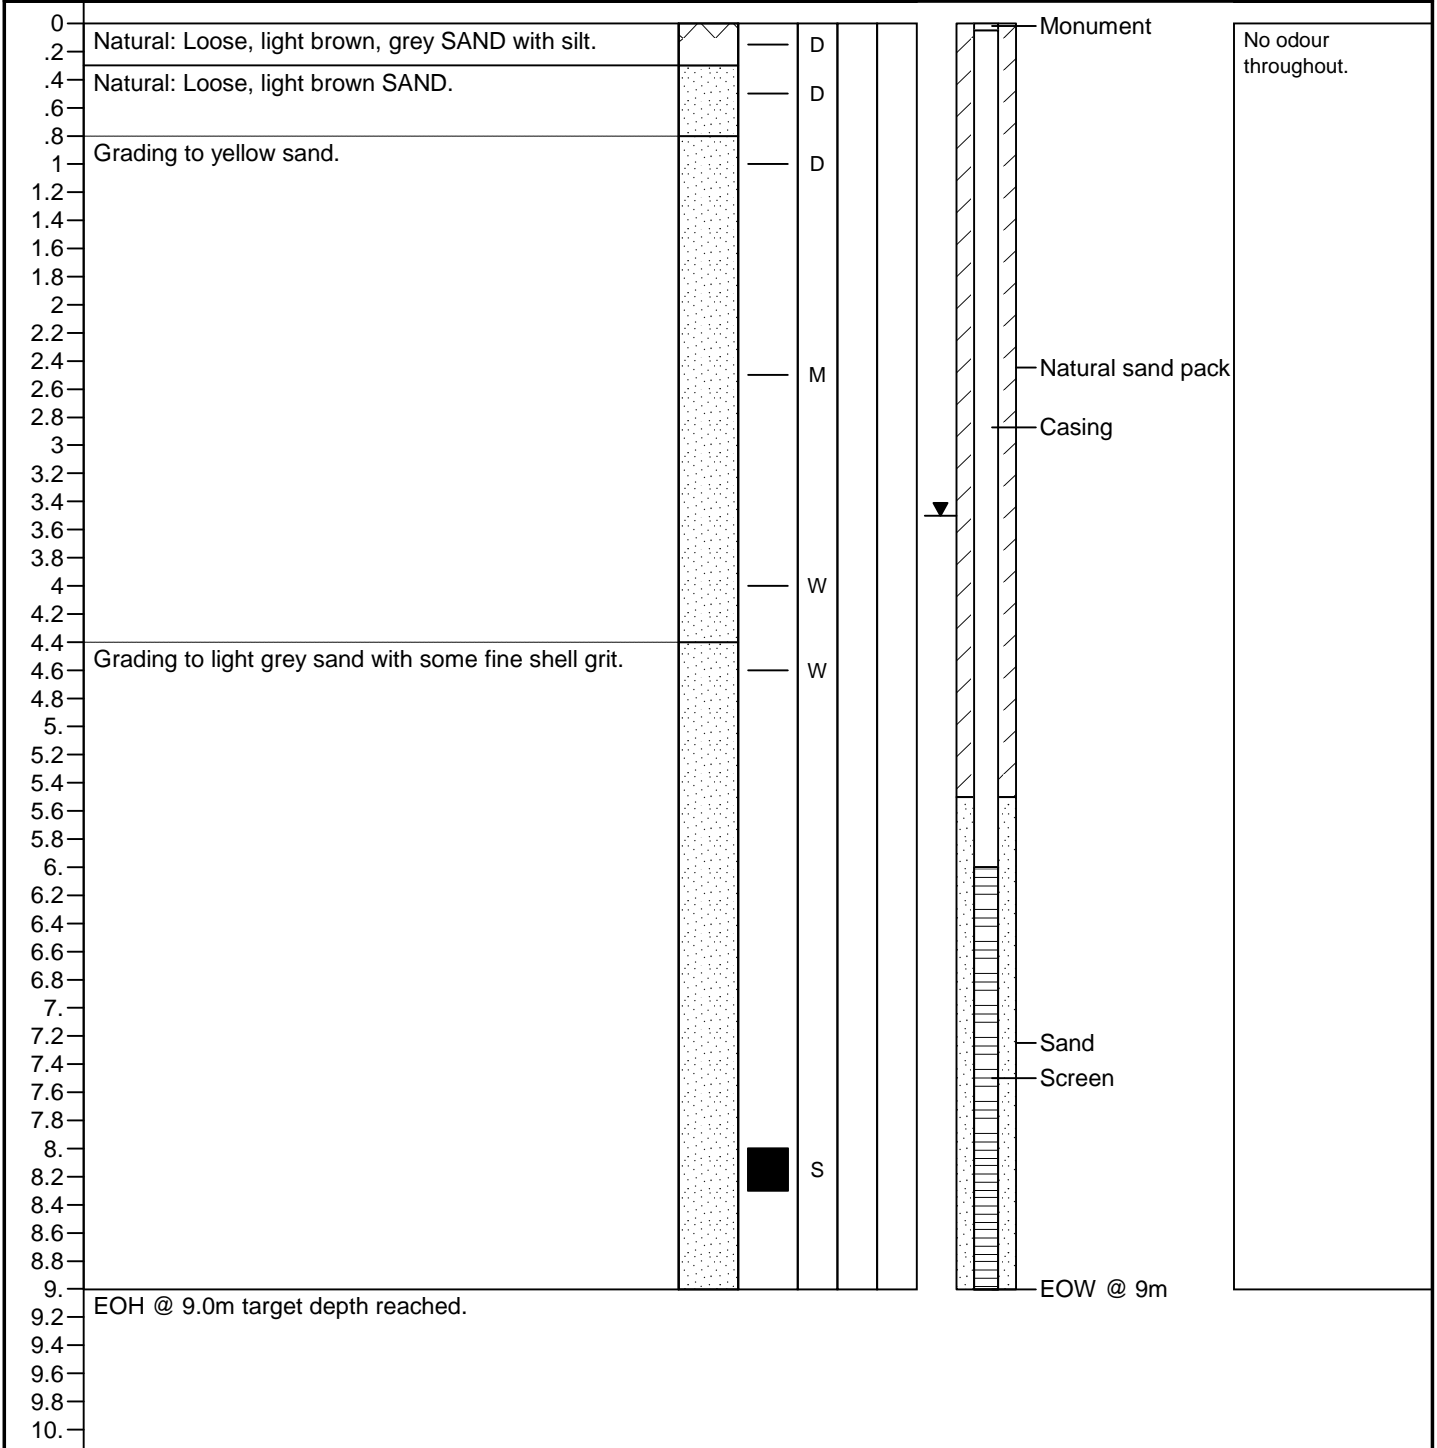 0
.2
.4
.6
.8
1
1.2
1.4
1.6
1.8
2
2.2
2.4
2.6
2.8
3
3.2
3.4
3.6
3.8
4
4.2
4.4
4.6
4.8
5.
5.2
5.4
5.6
5.8
6.
6.2
6.4
6.6
6.8
7.
7.2
7.4
7.6
7.8
8.
8.2
8.4
8.6
8.8
9.
9.2
9.4
9.6
9.8
10.
Natural: Loose, light brown, grey SAND with silt.
Natural: Loose, light brown SAND.
Grading to yellow sand.
Grading to light grey sand with some fine shell grit.
EOH @ 9.0m target depth reached.
D
D
D
M
W
W
S
Monument
Natural sand pack
Casing
Sand
Screen
EOW @ 9m
No odour
throughout.